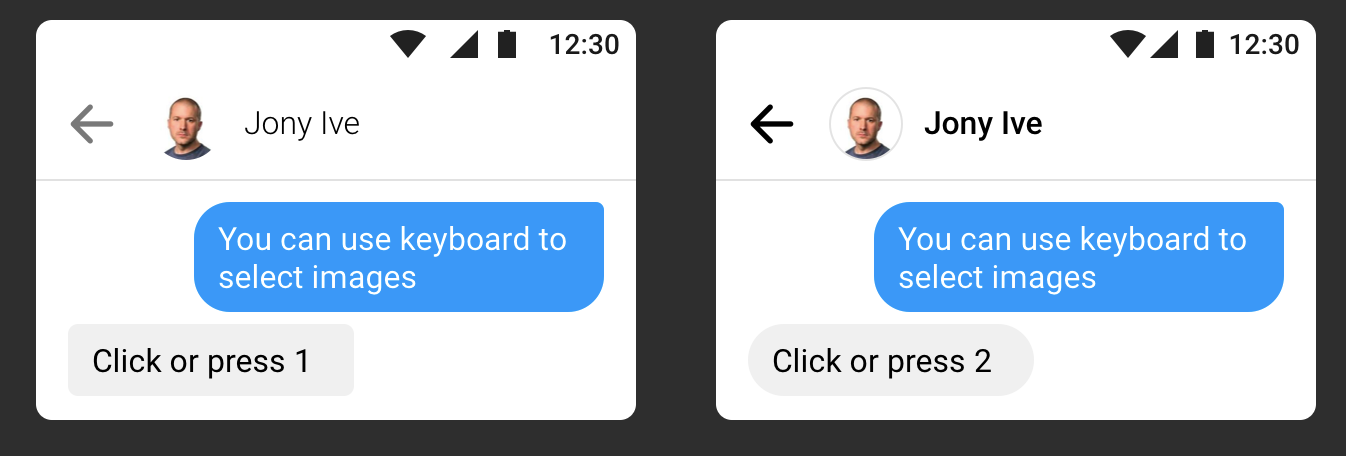 12:30
Jony Ive
You can use keyboard to
select images
Click or press 1
12:30
Jony Ive
You can use keyboard to
select images
Click or press 2